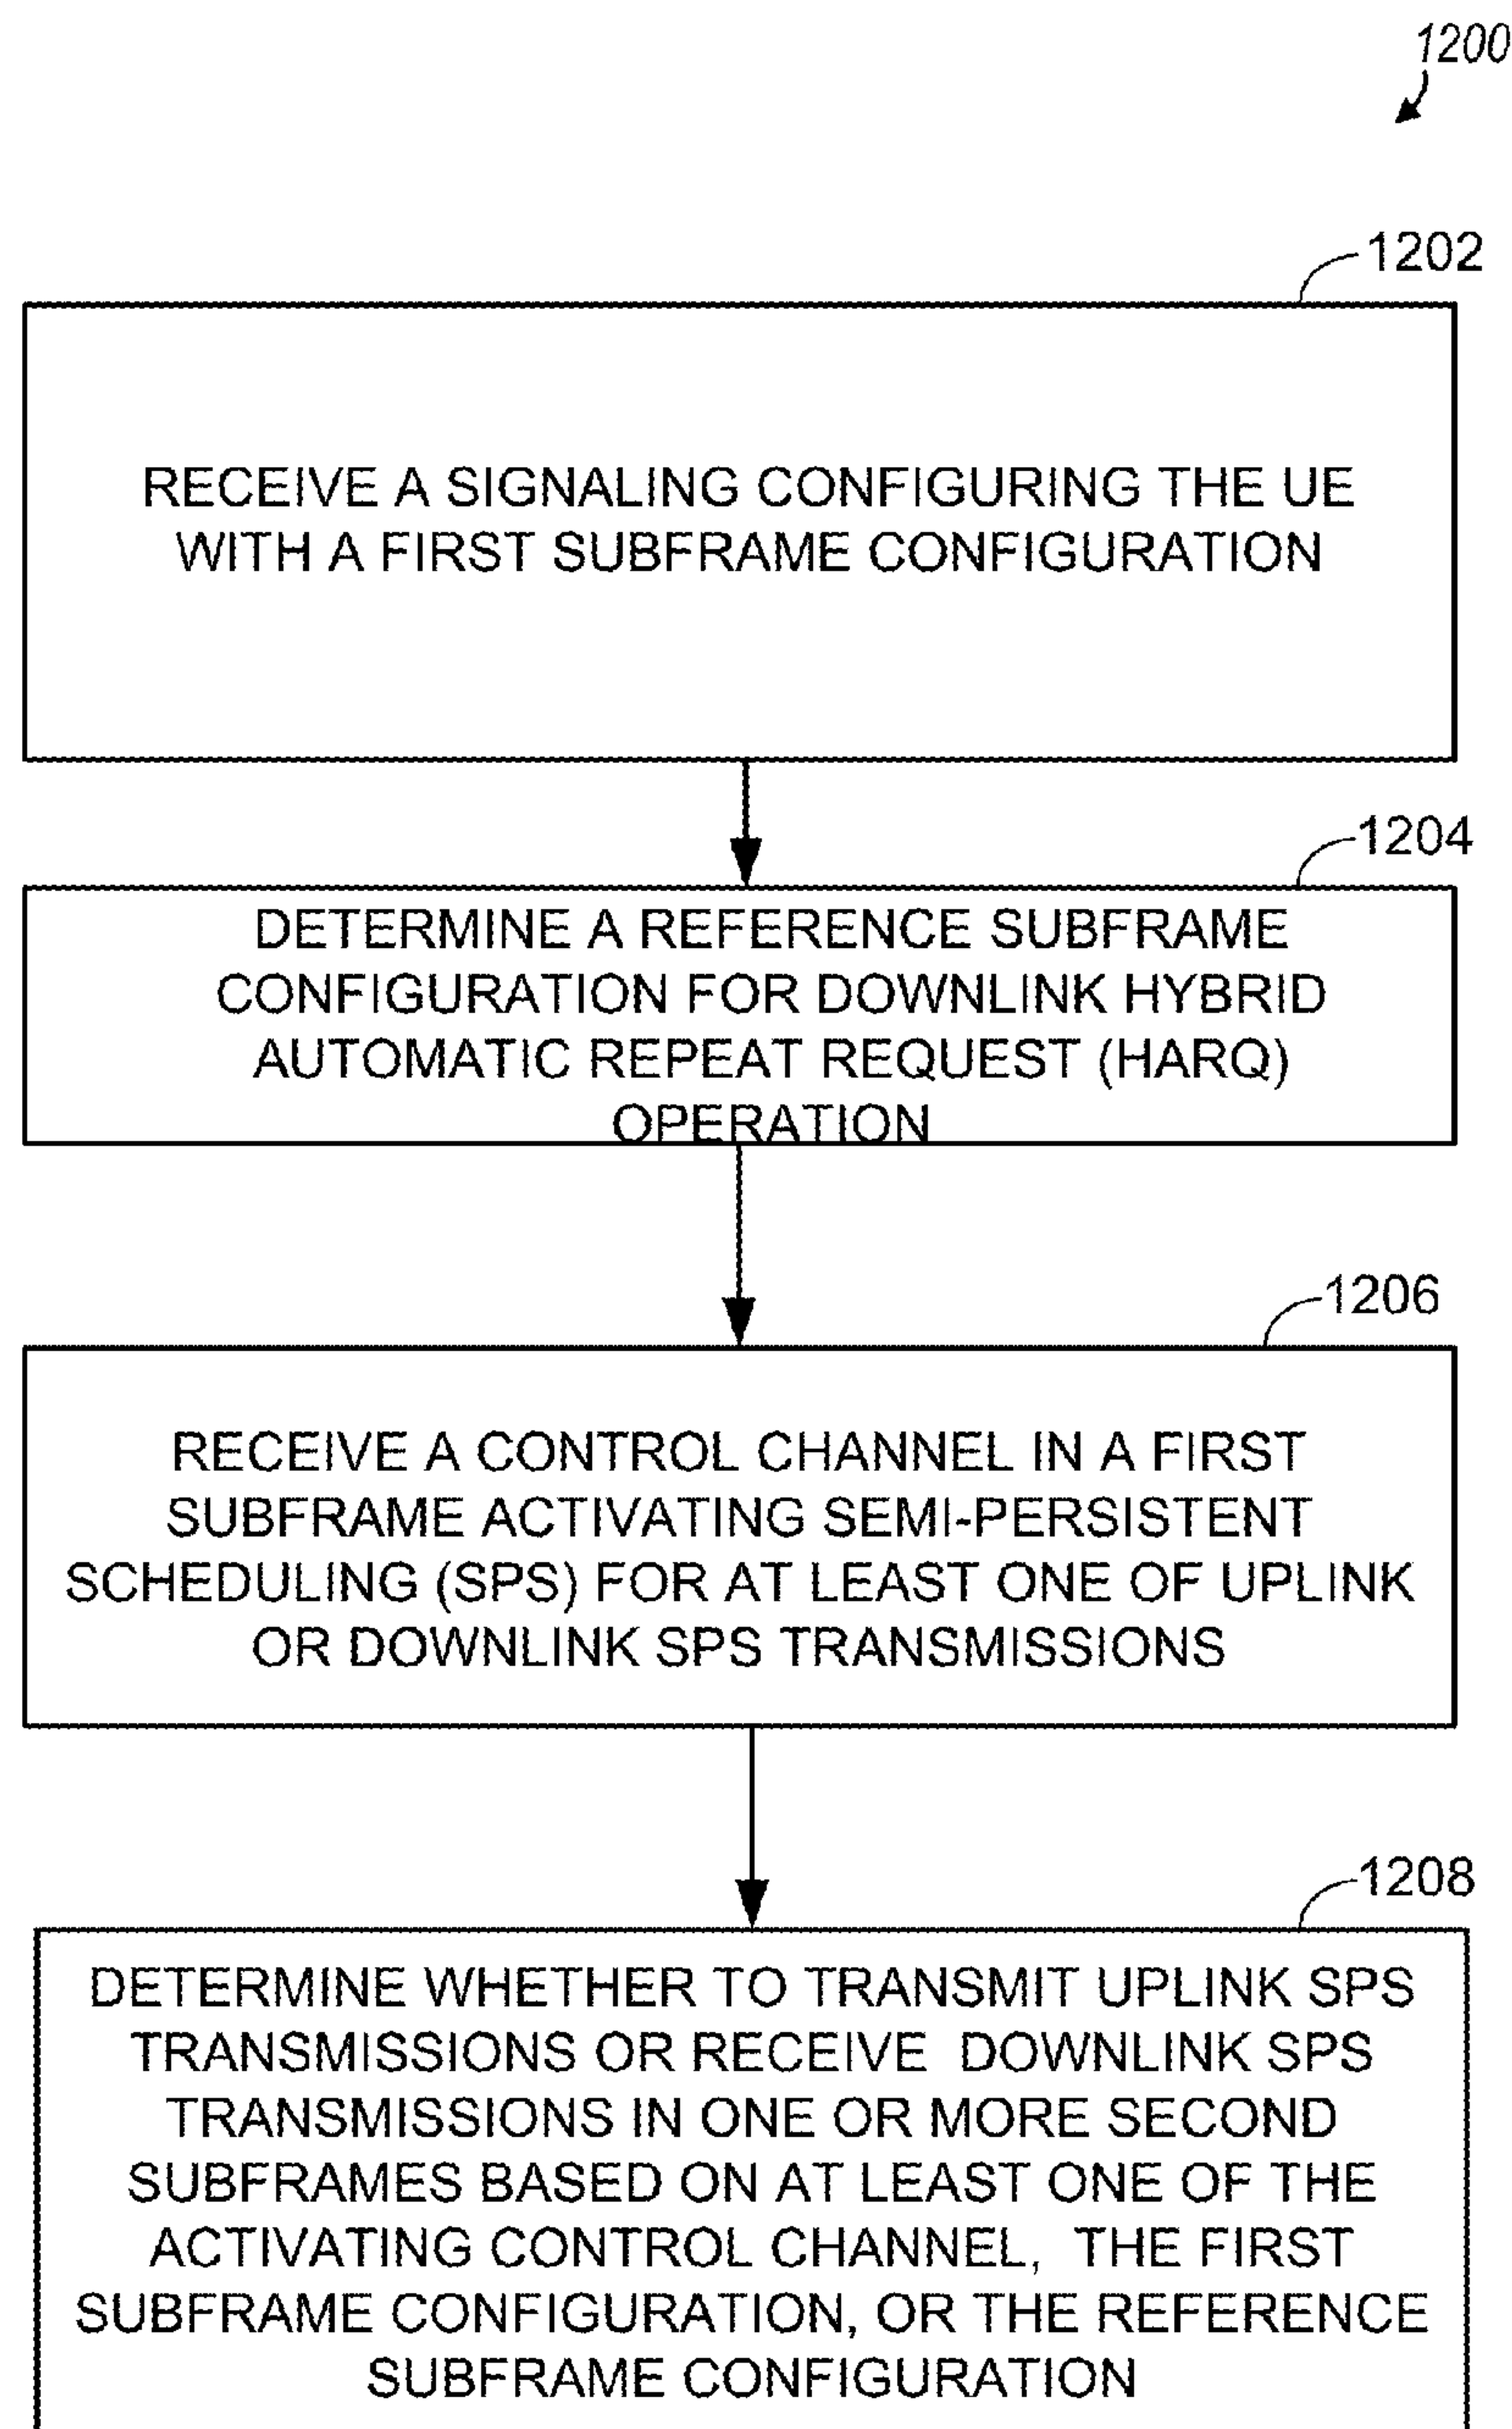 1200
1202
RECEIVE A SIGNALING CONFIGURING THE UE
WITH A FIRST SUBFRAME CONFIGURATION
1204
DETERMINE A REFERENCE SUBFRAME
CONFIGURATION FOR DOWNLINK HYBRID
AUTOMATIC REPEAT REQUEST (HARQ)
OPERATION
1206
RECEIVE A CONTROL CHANNEL IN A FIRST
SUBFRAME ACTIVATING SEMI-PERSISTENT
SCHEDULING (SPS) FOR AT LEAST ONE OF UPLINK
OR DOWNLINK SPS TRANSMISSIONS
1208
DETERMINE WHETHER TO TRANSMIT UPLINK SPS
TRANSMISSIONS OR RECEIVE DOWNLINK SPS
TRANSMISSIONS IN ONE OR MORE SECOND
SUBFRAMES BASED ON AT LEAST ONE OF THE
ACTIVATING CONTROL CHANNEL, THE FIRST
SUBFRAME CONFIGURATION, OR THE REFERENCE
SUBFRAME CONFIGURATION